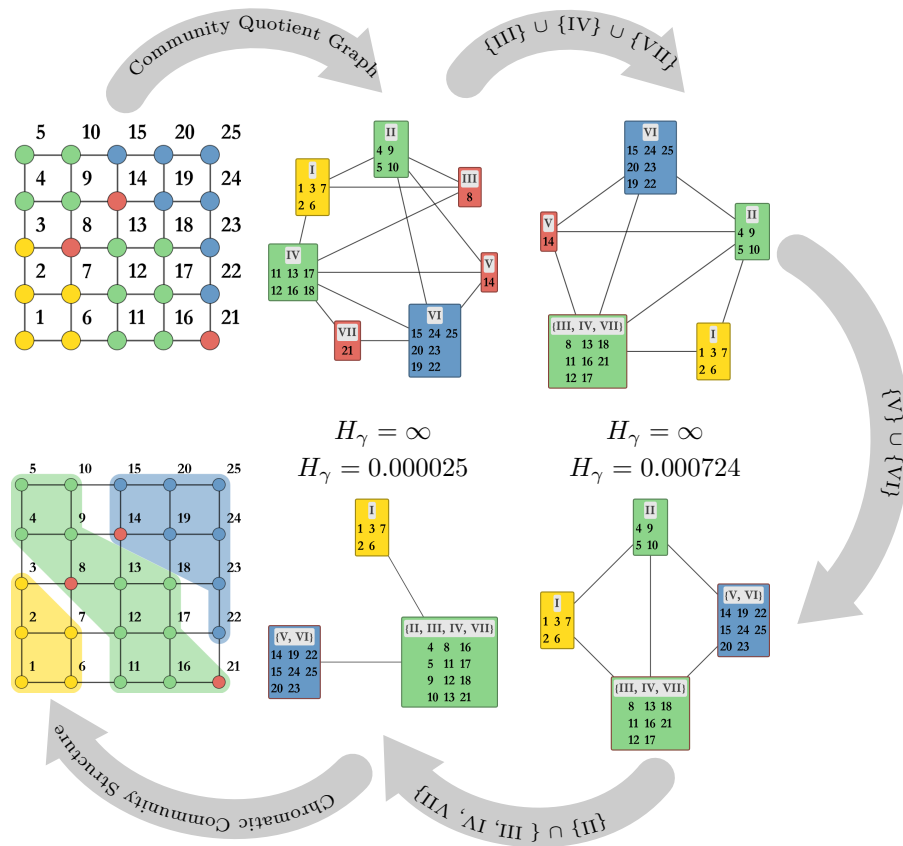 Community Quotient Graph
{III} ∪ {IV} ∪ {VII}
5 10 15 20 25
4 9 14 19 24
3 8 13 18 23
2 7 12 17 22
1 6 11 16 21
II
4 9
5 10
I
1 3 7
2 6
III
8
IV
11 13 17
12 16 18
V
14
VI
15 24 25
20 23
19 22
VII
21
VI
15 24 25
20 23
19 22
V
14
II
4 9
5 10
{III, IV, VII}
8 13 18
11 16 21
12 17
I
1 3 7
2 6
{V} ∪ {VI}
Hγ = ∞
Hγ = 0.000025
Hγ = ∞
Hγ = 0.000724
5 10 15 20 25
4 9 14 19 24
3 8 13 18 23
2 7 12 17 22
1 6 11 16 21
I
1 3 7
2 6
{V, VI}
14 19 22
15 24 25
20 23
{II, III, IV, VII}
4 8 16
5 11 17
9 12 18
10 13 21
II
4 9
5 10
I
1 3 7
2 6
{V, VI}
14 19 22
15 24 25
20 23
{III, IV, VII}
8 13 18
11 16 21
12 17
Chromatic Community Structure
{II} ∪ { III, IV, VII}